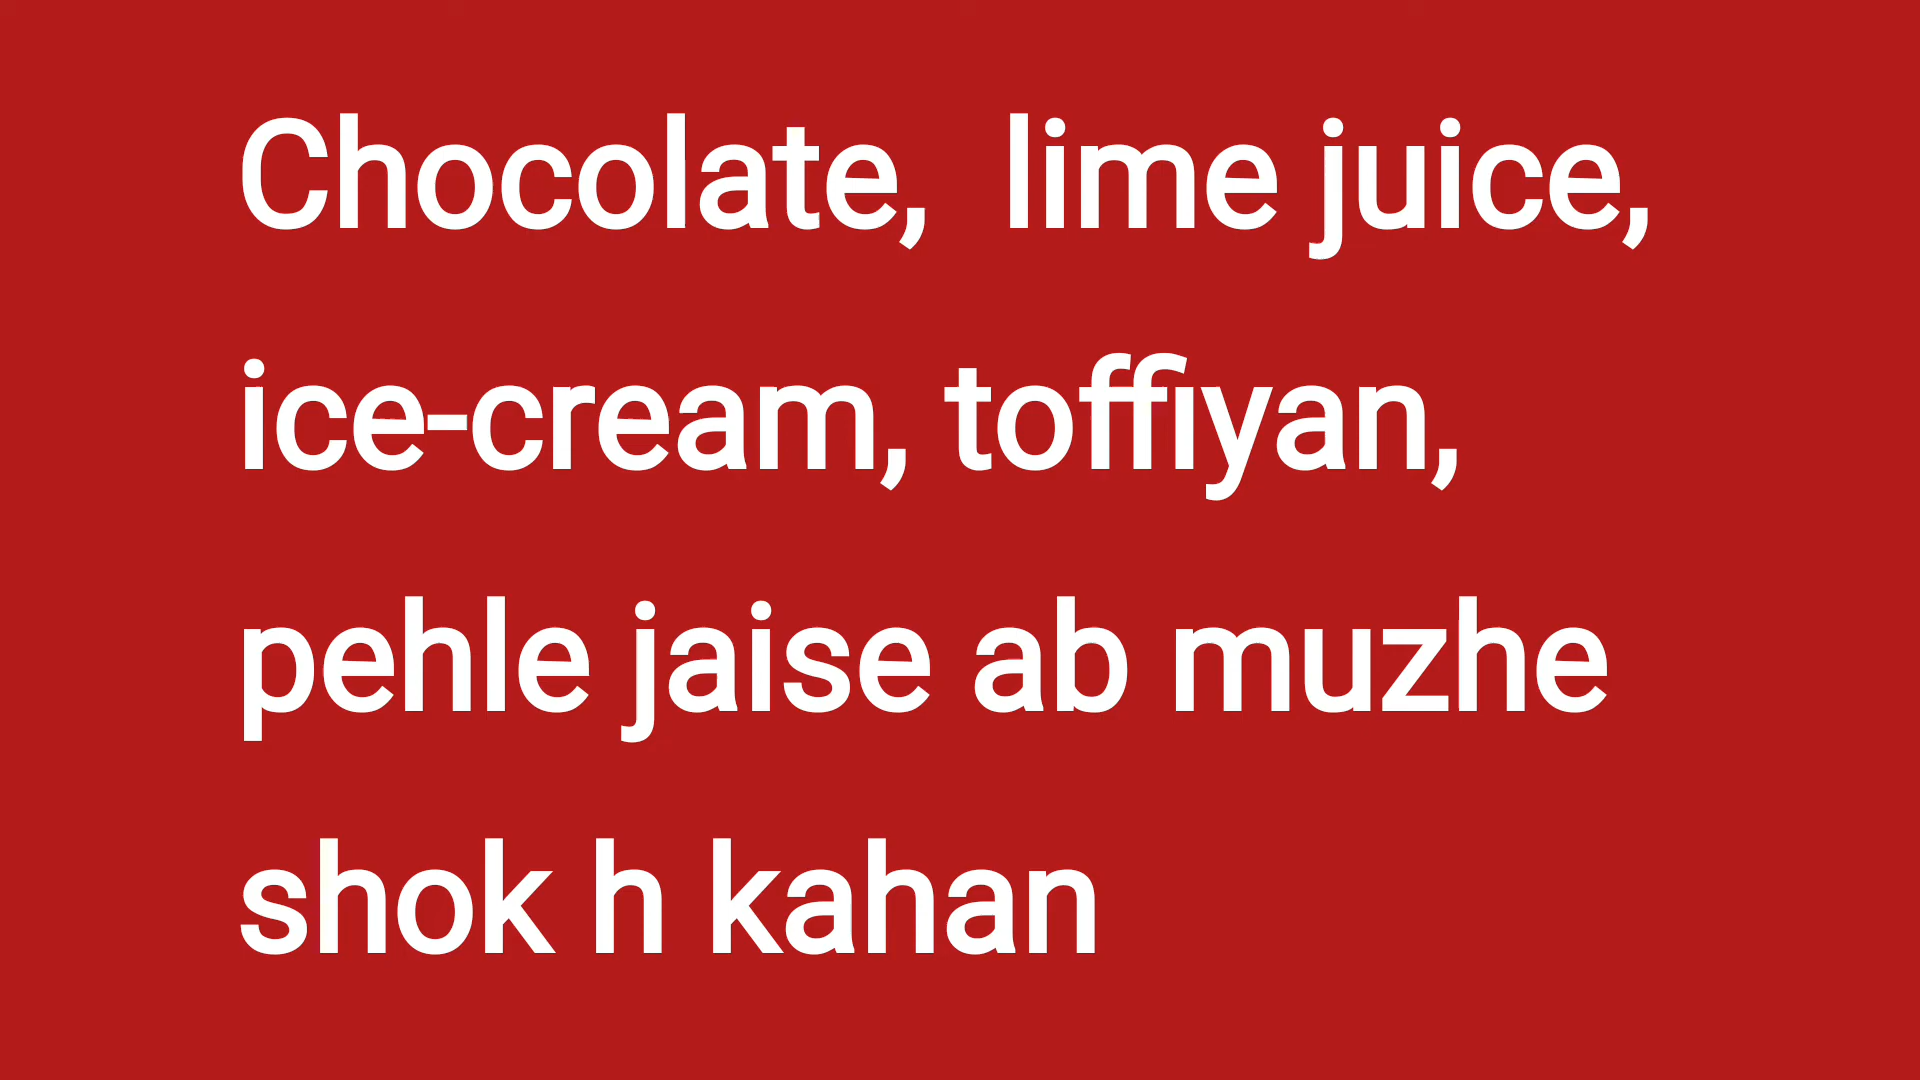 Chocolate,  lime juice,
ice-cream, toffiyan,
pehle jaise ab muzhe
shok h kahan